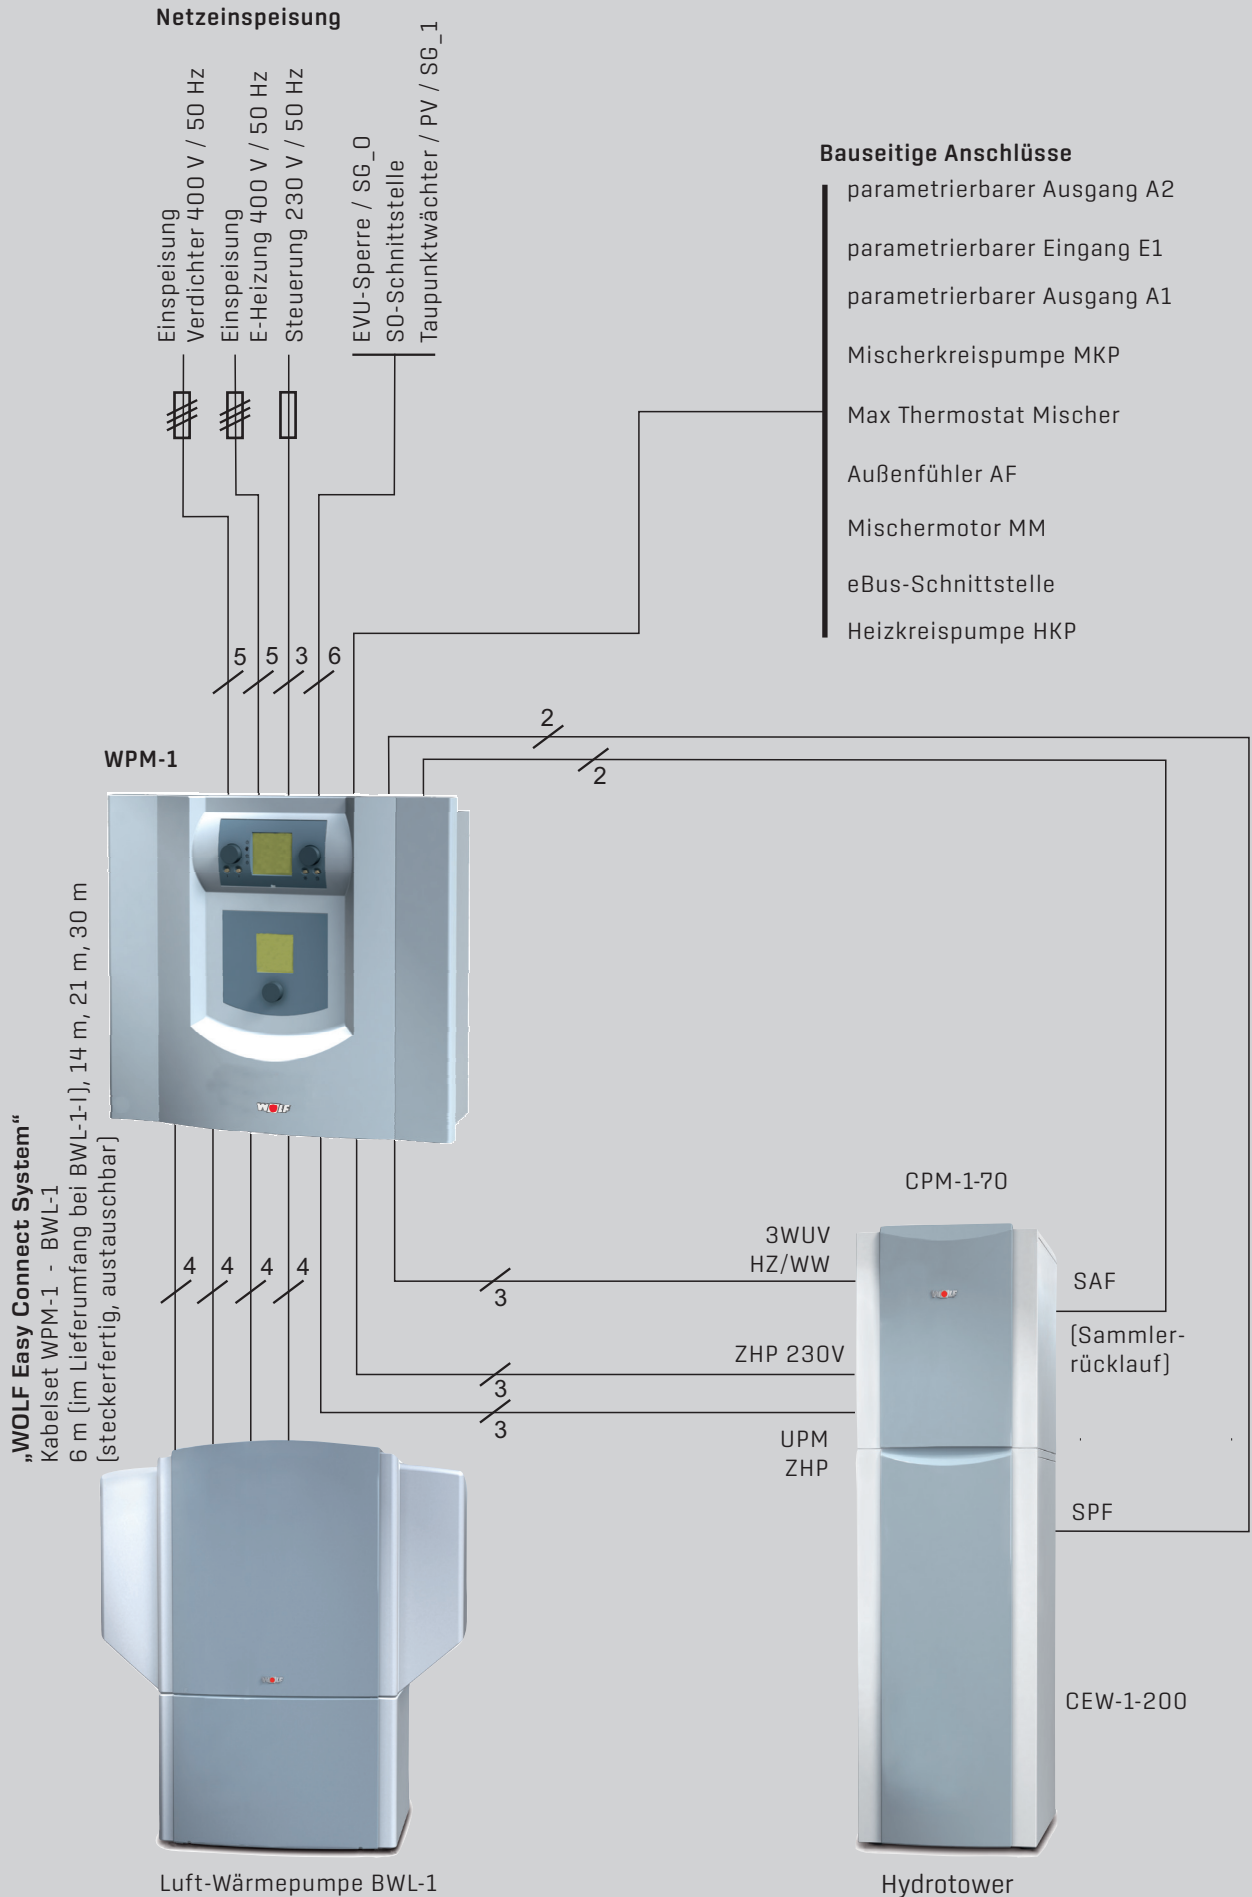 Netzeinspeisung
Einspeisung
Verdichter 400 V / 50 Hz
Einspeisung
E-Heizung 400 V / 50 Hz
Steuerung 230 V / 50 Hz
EVU-Sperre / SG_0
S0-Schnittstelle
Taupunktwächter / PV / SG_1
Bauseitige Anschlüsse
parametrierbarer Ausgang A2
parametrierbarer Eingang E1
parametrierbarer Ausgang A1
Mischerkreispumpe MKP
Max Thermostat Mischer
Außenfühler AF
Mischermotor MM
eBus-Schnittstelle
Heizkreispumpe HKP
5 5 3 6
2
2
WPM-1
WOLF
„WOLF Easy Connect System“
Kabelset WPM-1 - BWL-1
6 m (im Lieferumfang bei BWL-1-I), 14 m, 21 m, 30 m
(steckerfertig, austauschbar)
4 4 4 4
CPM-1-70
3WUV
HZ/WW
3
WOLF
SAF
(Sammler-
rücklauf)
ZHP 230V
3
3
UPM
ZHP
SPF
WOLF
CEW-1-200
Luft-Wärmepumpe BWL-1
Hydrotower